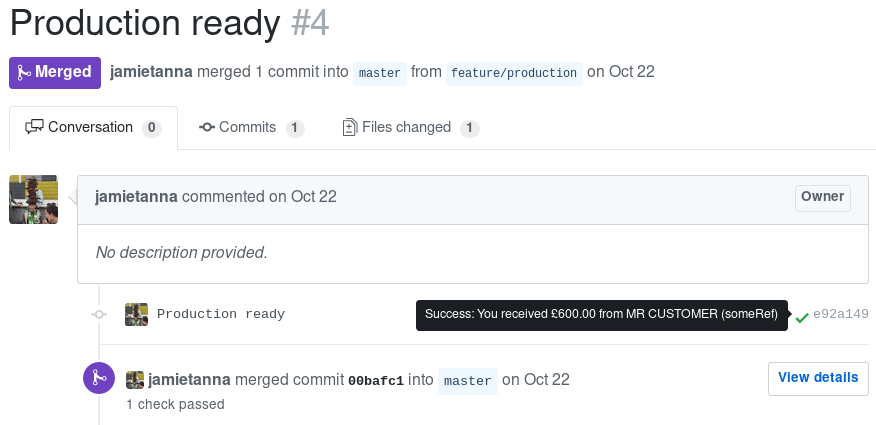 Production ready #4
Merged jamietanna merged 1 commit into master from feature/production on Oct 22
Conversation 0 Commits 1 Files changed 1
jamietanna commented on Oct 22 Owner
No description provided.
Production ready Success: You received £600.00 from MR CUSTOMER (someRef) e92a149
jamietanna merged commit 00bafc1 into master on Oct 22 View details
1 check passed